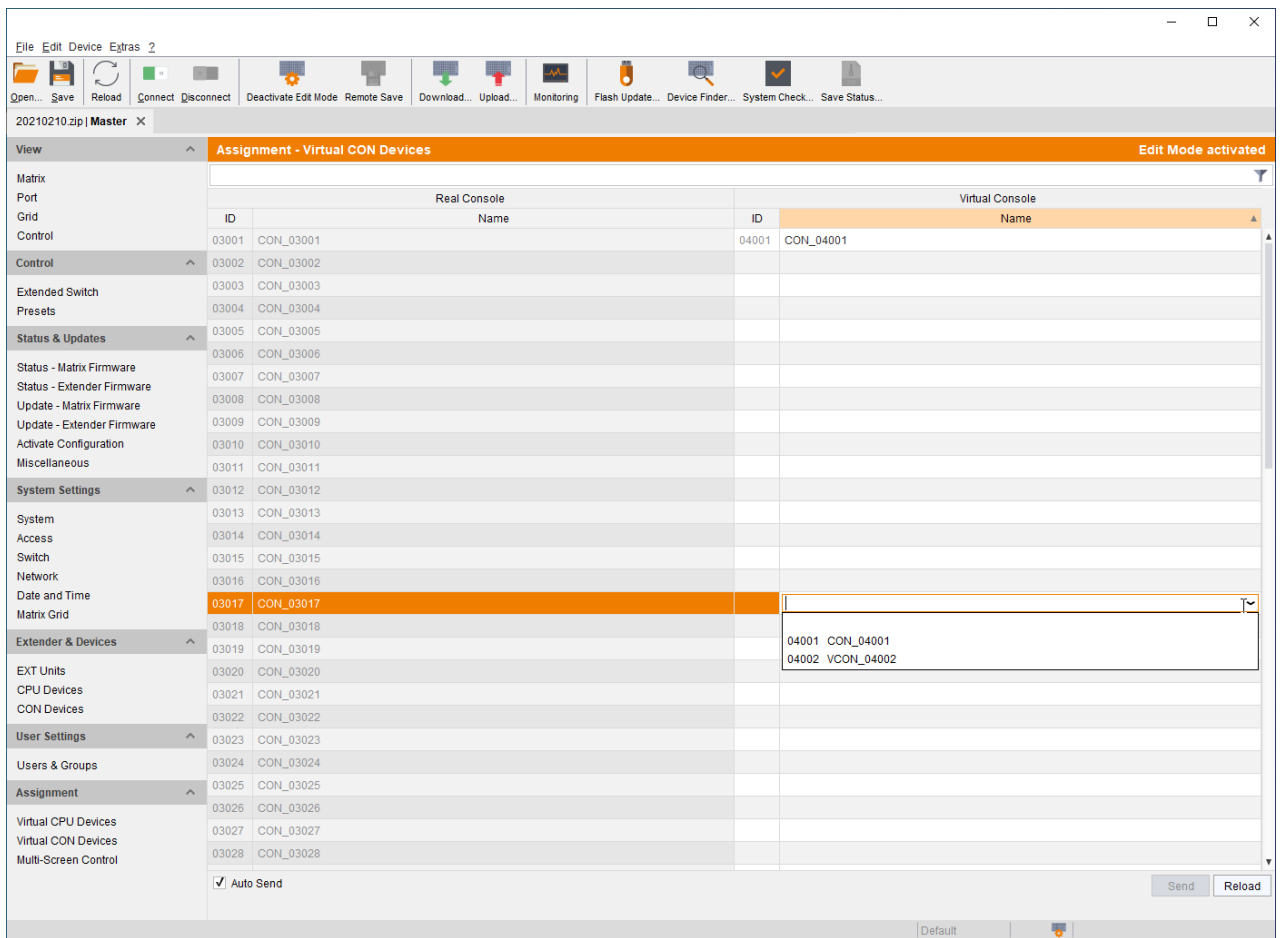 File Edit Device Extras ?
Open... Save Reload Connect Disconnect Deactivate Edit Mode Remote Save Download... Upload... Monitoring Flash Update... Device Finder... System Check... Save Status...
20210210.zip | Master
View
Matrix
Port
Grid
Control
Control
Extended Switch
Presets
Status & Updates
Status - Matrix Firmware
Status - Extender Firmware
Update - Matrix Firmware
Update - Extender Firmware
Activate Configuration
Miscellaneous
System Settings
System
Access
Switch
Network
Date and Time
Matrix Grid
Extender & Devices
EXT Units
CPU Devices
CON Devices
User Settings
Users & Groups
Assignment
Virtual CPU Devices
Virtual CON Devices
Multi-Screen Control
Assignment - Virtual CON Devices Edit Mode activated
Real Console Virtual Console
ID Name ID Name
03001 CON_03001 04001 CON_04001
03002 CON_03002
03003 CON_03003
03004 CON_03004
03005 CON_03005
03006 CON_03006
03007 CON_03007
03008 CON_03008
03009 CON_03009
03010 CON_03010
03011 CON_03011
03012 CON_03012
03013 CON_03013
03014 CON_03014
03015 CON_03015
03016 CON_03016
03017 CON_03017
03018 CON_03018
04001 CON_04001
03019 CON_03019
04002 VCON_04002
03020 CON_03020
03021 CON_03021
03022 CON_03022
03023 CON_03023
03024 CON_03024
03025 CON_03025
03026 CON_03026
03027 CON_03027
03028 CON_03028
Auto Send Send Reload
Default